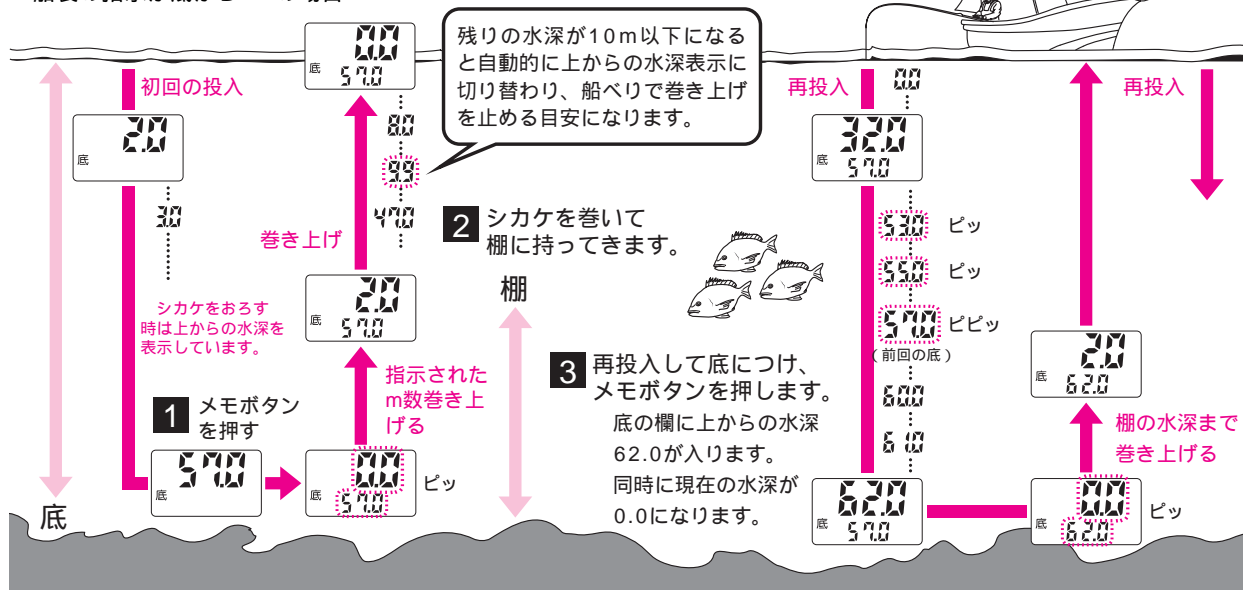 残りの水深が10m以下になる
と自動的に上からの水深表示に
切り替わり、船べりで巻き上げ
を止める目安になります。
初回の投入
2.0
底
3.0
シカケをおろす
時は上からの水深を
表示しています。
1 メモボタン
を押す
57.0
底
0.0
底 57.0
ピッ
指示された
m数巻き上
げる
2.0
底 57.0
巻き上げ
47.0
9.9
8.0
0.0
底 57.0
底
2 シカケを巻いて
棚に持ってきます。
棚
3 再投入して底につけ、
メモボタンを押します。
底の欄に上からの水深
62.0が入ります。
同時に現在の水深が
0.0になります。
再投入
0.0
32.0
底 57.0
53.0 ピッ
55.0 ピッ
57.0 ピピッ
(前回の底)
60.0
61.0
62.0
底 57.0
0.0
底 62.0
ピッ
棚の水深まで
巻き上げる
2.0
底 62.0
再投入